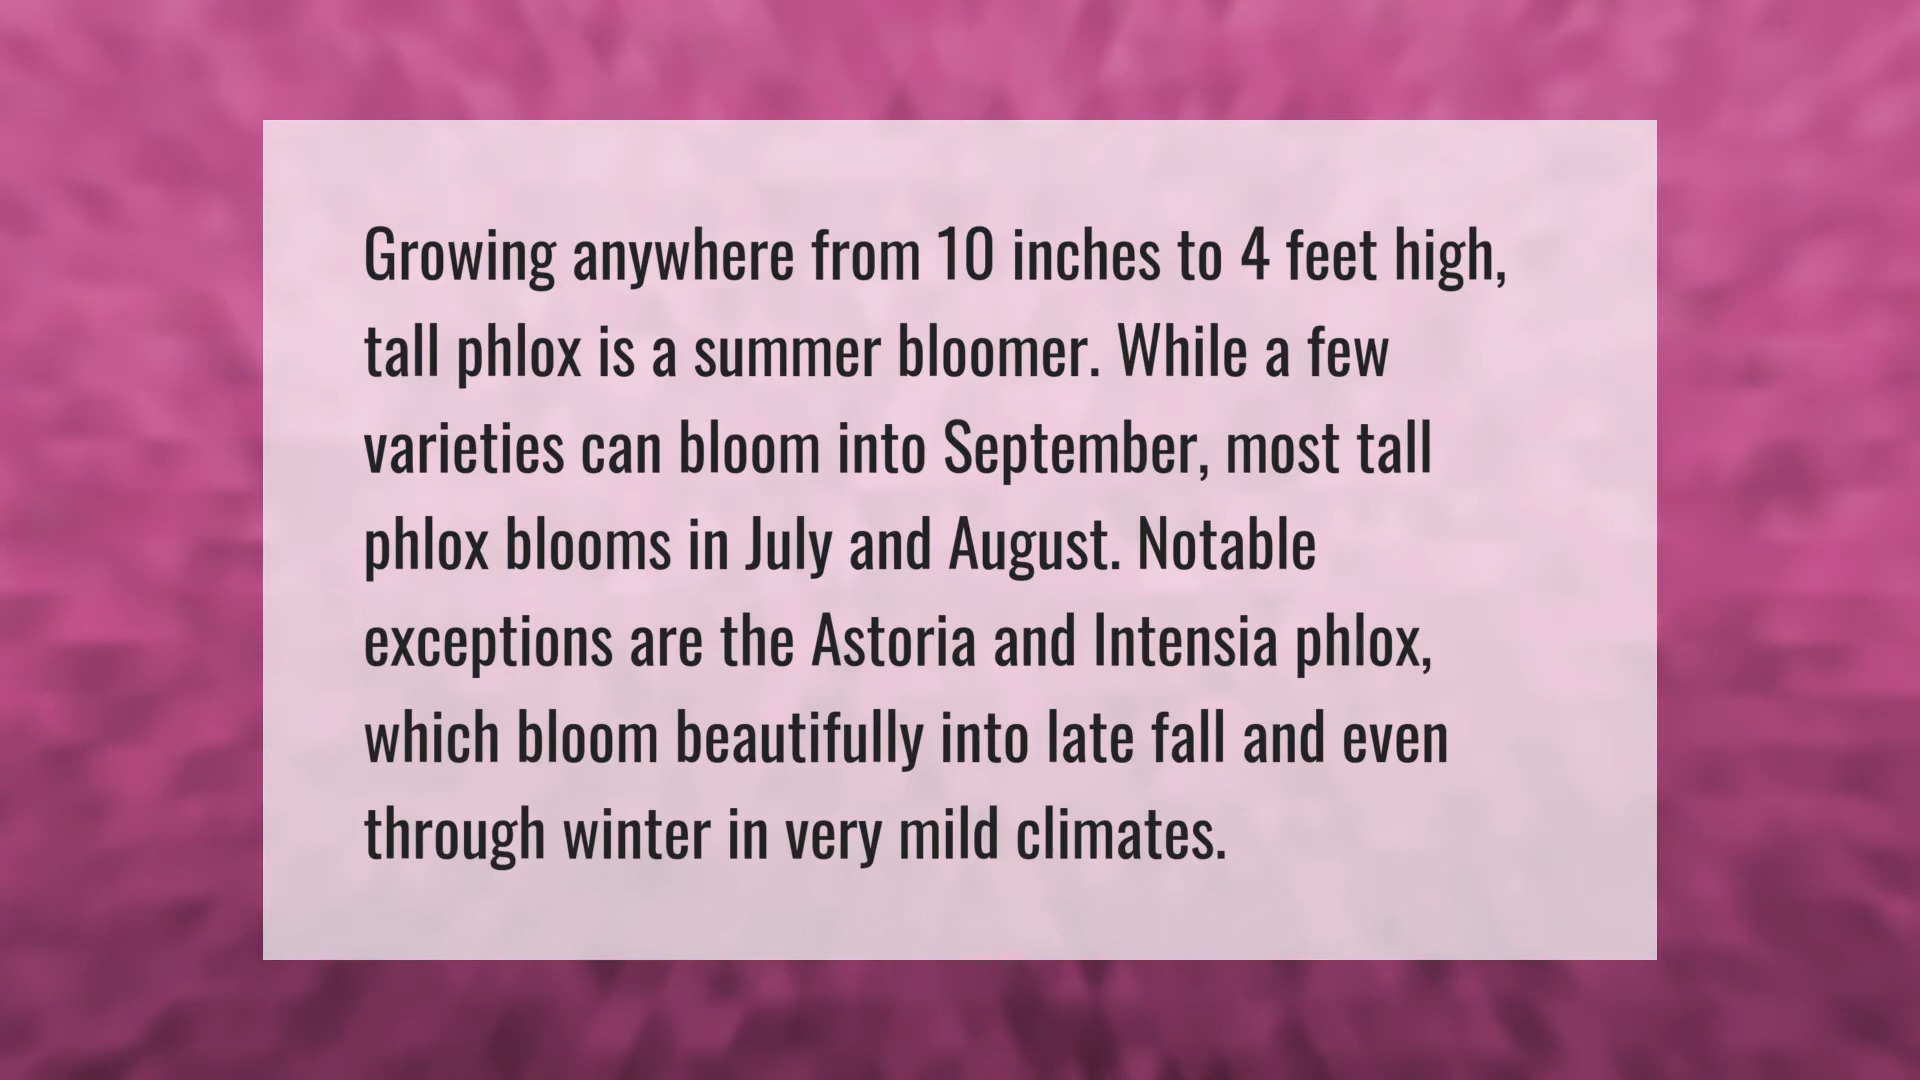 Growing anywhere from 10 inches to 4 feet high,
tall phlox is a summer bloomer. While a few
varieties can bloom into September, most tall
phlox blooms in July and August. Notable
exceptions are the Astoria and Intensia phlox,
which bloom beautifully into late fall and even
through winter in very mild climates.